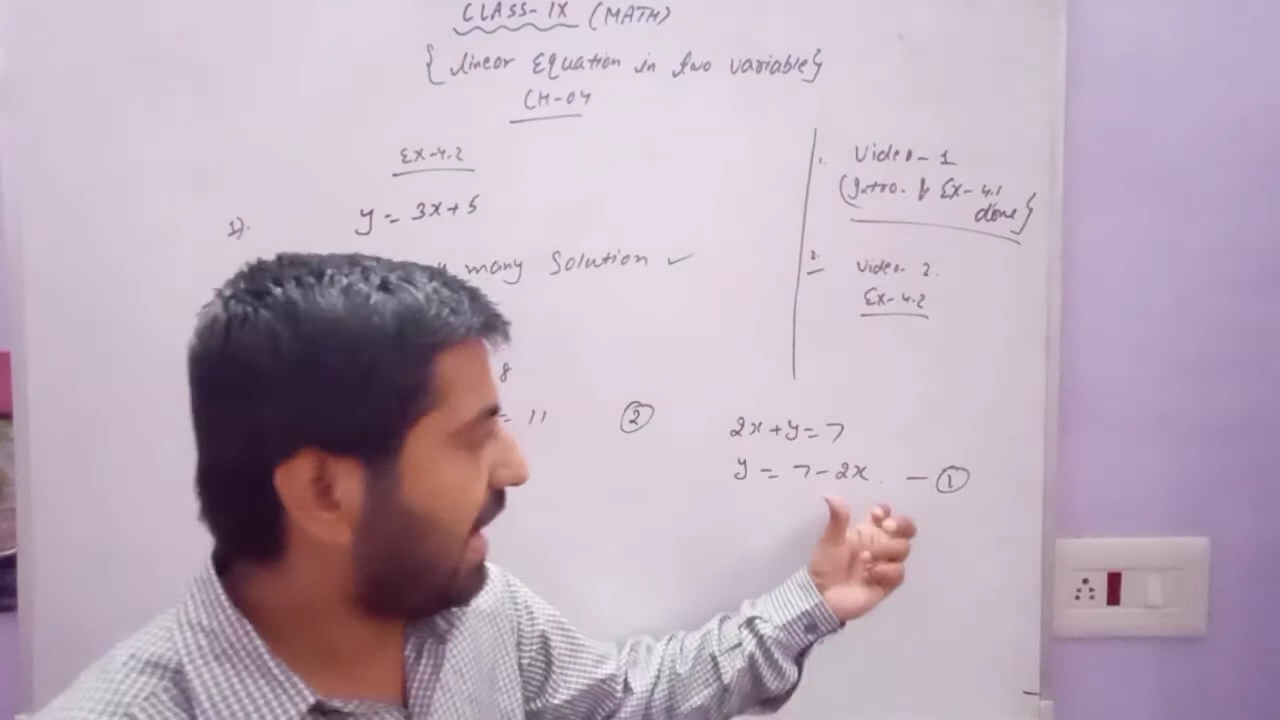 CLASS-IX (MATH)
{ linear Equation in two variable}
CH-04
Ex-4.2
1). y = 3x+5
many Solution ✓
8
= 11
②
2x+y=7
y = 7-2x. - ①
1. Video-1
(Intro. & Ex-4.1
done}
2. Video-2.
Ex-4.2